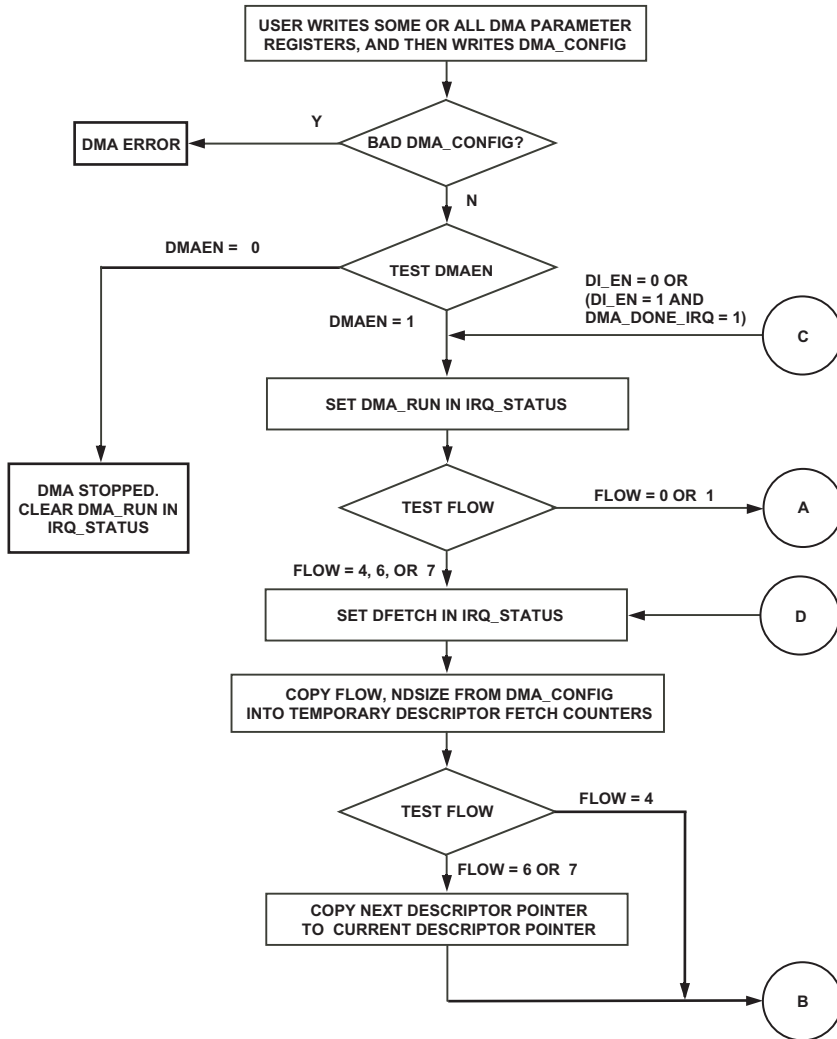 USER WRITES SOME OR ALL DMA PARAMETER
REGISTERS, AND THEN WRITES DMA_CONFIG
Y
DMA ERROR
BAD DMA_CONFIG?
N
DMAEN = 0
TEST DMAEN
DI_EN = 0 OR
(DI_EN = 1 AND
DMA_DONE_IRQ = 1)
DMAEN = 1
C
SET DMA_RUN IN IRQ_STATUS
DMA STOPPED.
CLEAR DMA_RUN IN
IRQ_STATUS
TEST FLOW
FLOW = 0 OR 1
A
FLOW = 4, 6, OR 7
SET DFETCH IN IRQ_STATUS
D
COPY FLOW, NDSIZE FROM DMA_CONFIG
INTO TEMPORARY DESCRIPTOR FETCH COUNTERS
TEST FLOW
FLOW = 4
FLOW = 6 OR 7
COPY NEXT DESCRIPTOR POINTER
TO CURRENT DESCRIPTOR POINTER
B